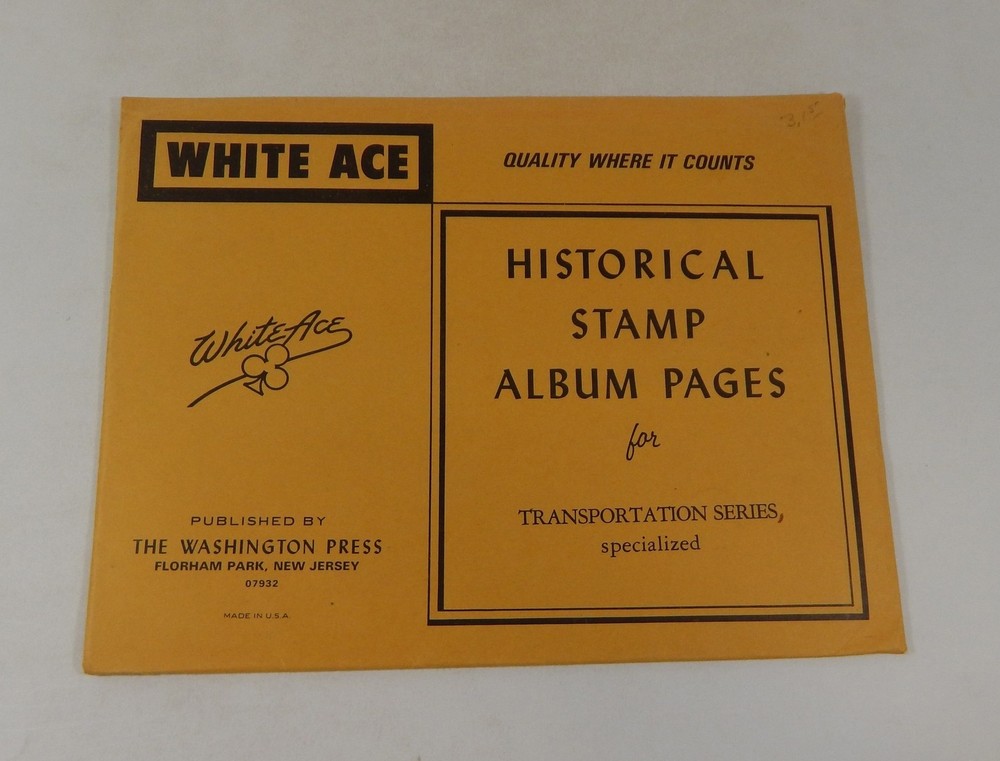 WHITE ACE
QUALITY WHERE IT COUNTS
White Ace
HISTORICAL
STAMP
ALBUM PAGES
for
TRANSPORTATION SERIES,
specialized
PUBLISHED BY
THE WASHINGTON PRESS
FLORHAM PARK, NEW JERSEY
07932
MADE IN U.S.A.